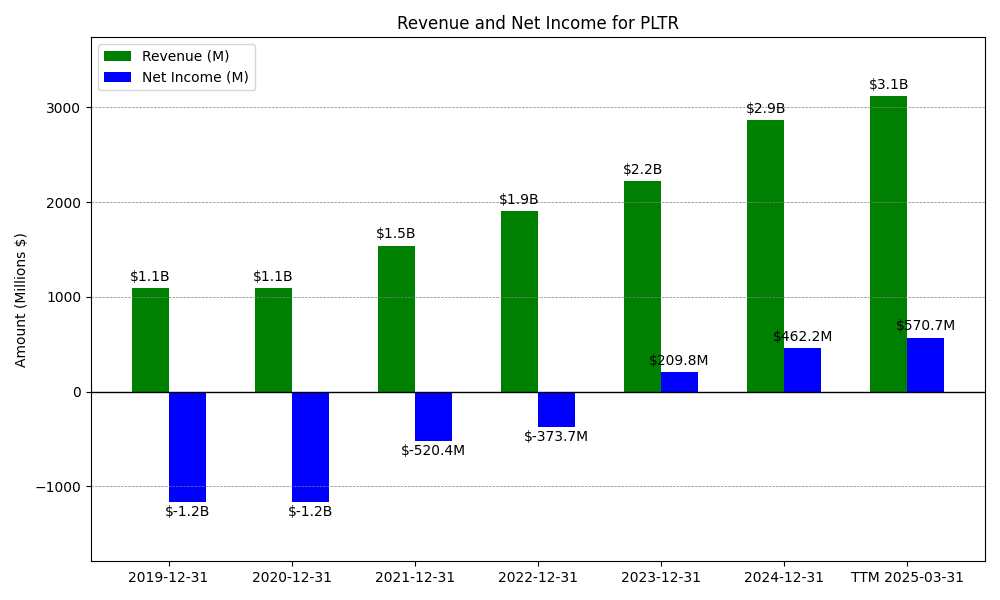 Revenue and Net Income for PLTR
Revenue (M)
Net Income (M)
Amount (Millions $)
3000
2000
1000
0
−1000
$1.1B
$1.1B
$1.5B
$1.9B
$2.2B
$2.9B
$3.1B
$-1.2B
$-1.2B
$-520.4M
$-373.7M
$209.8M
$462.2M
$570.7M
2019-12-31
2020-12-31
2021-12-31
2022-12-31
2023-12-31
2024-12-31
TTM 2025-03-31